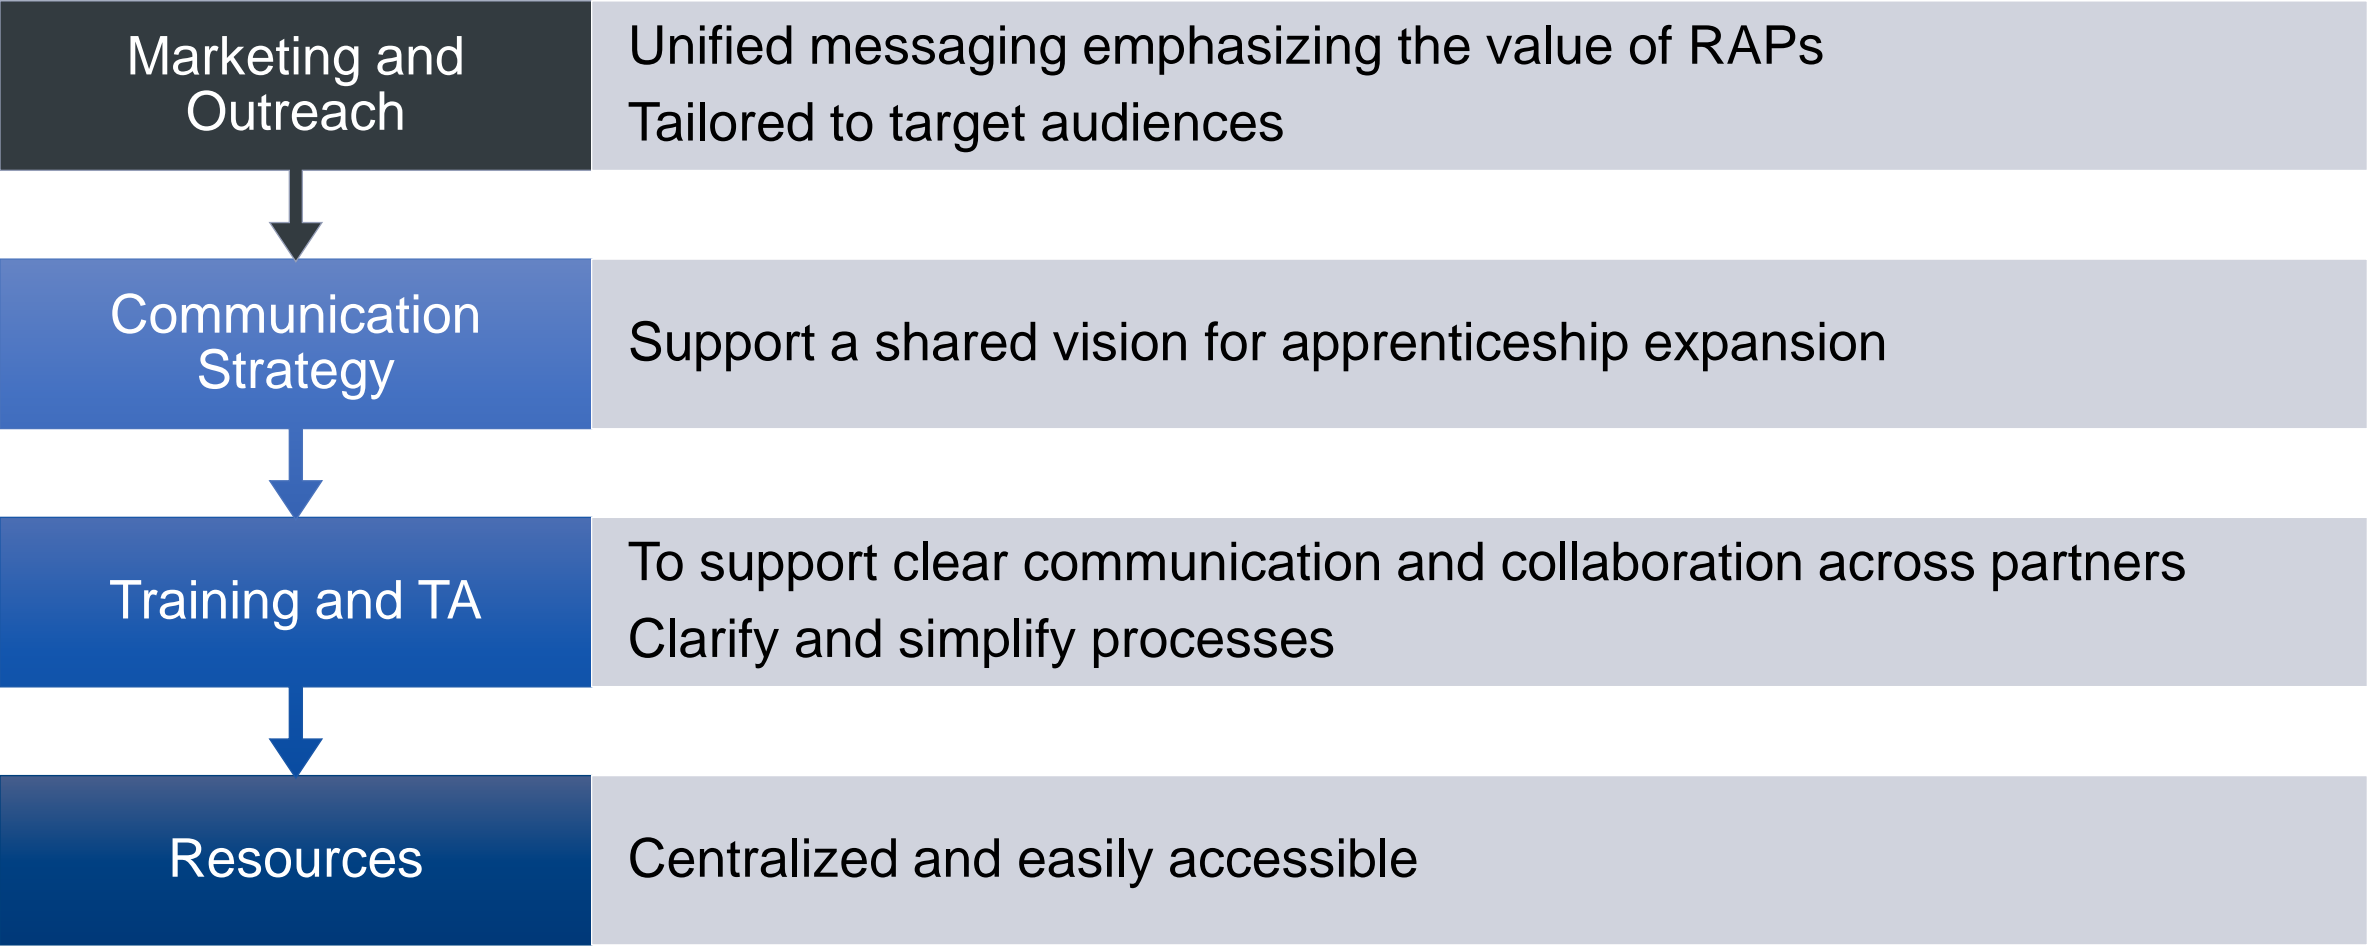 Marketing and
Outreach
Unified messaging emphasizing the value of RAPs
Tailored to target audiences
Communication
Strategy
Support a shared vision for apprenticeship expansion
Training and TA
To support clear communication and collaboration across partners
Clarify and simplify processes
Resources
Centralized and easily accessible